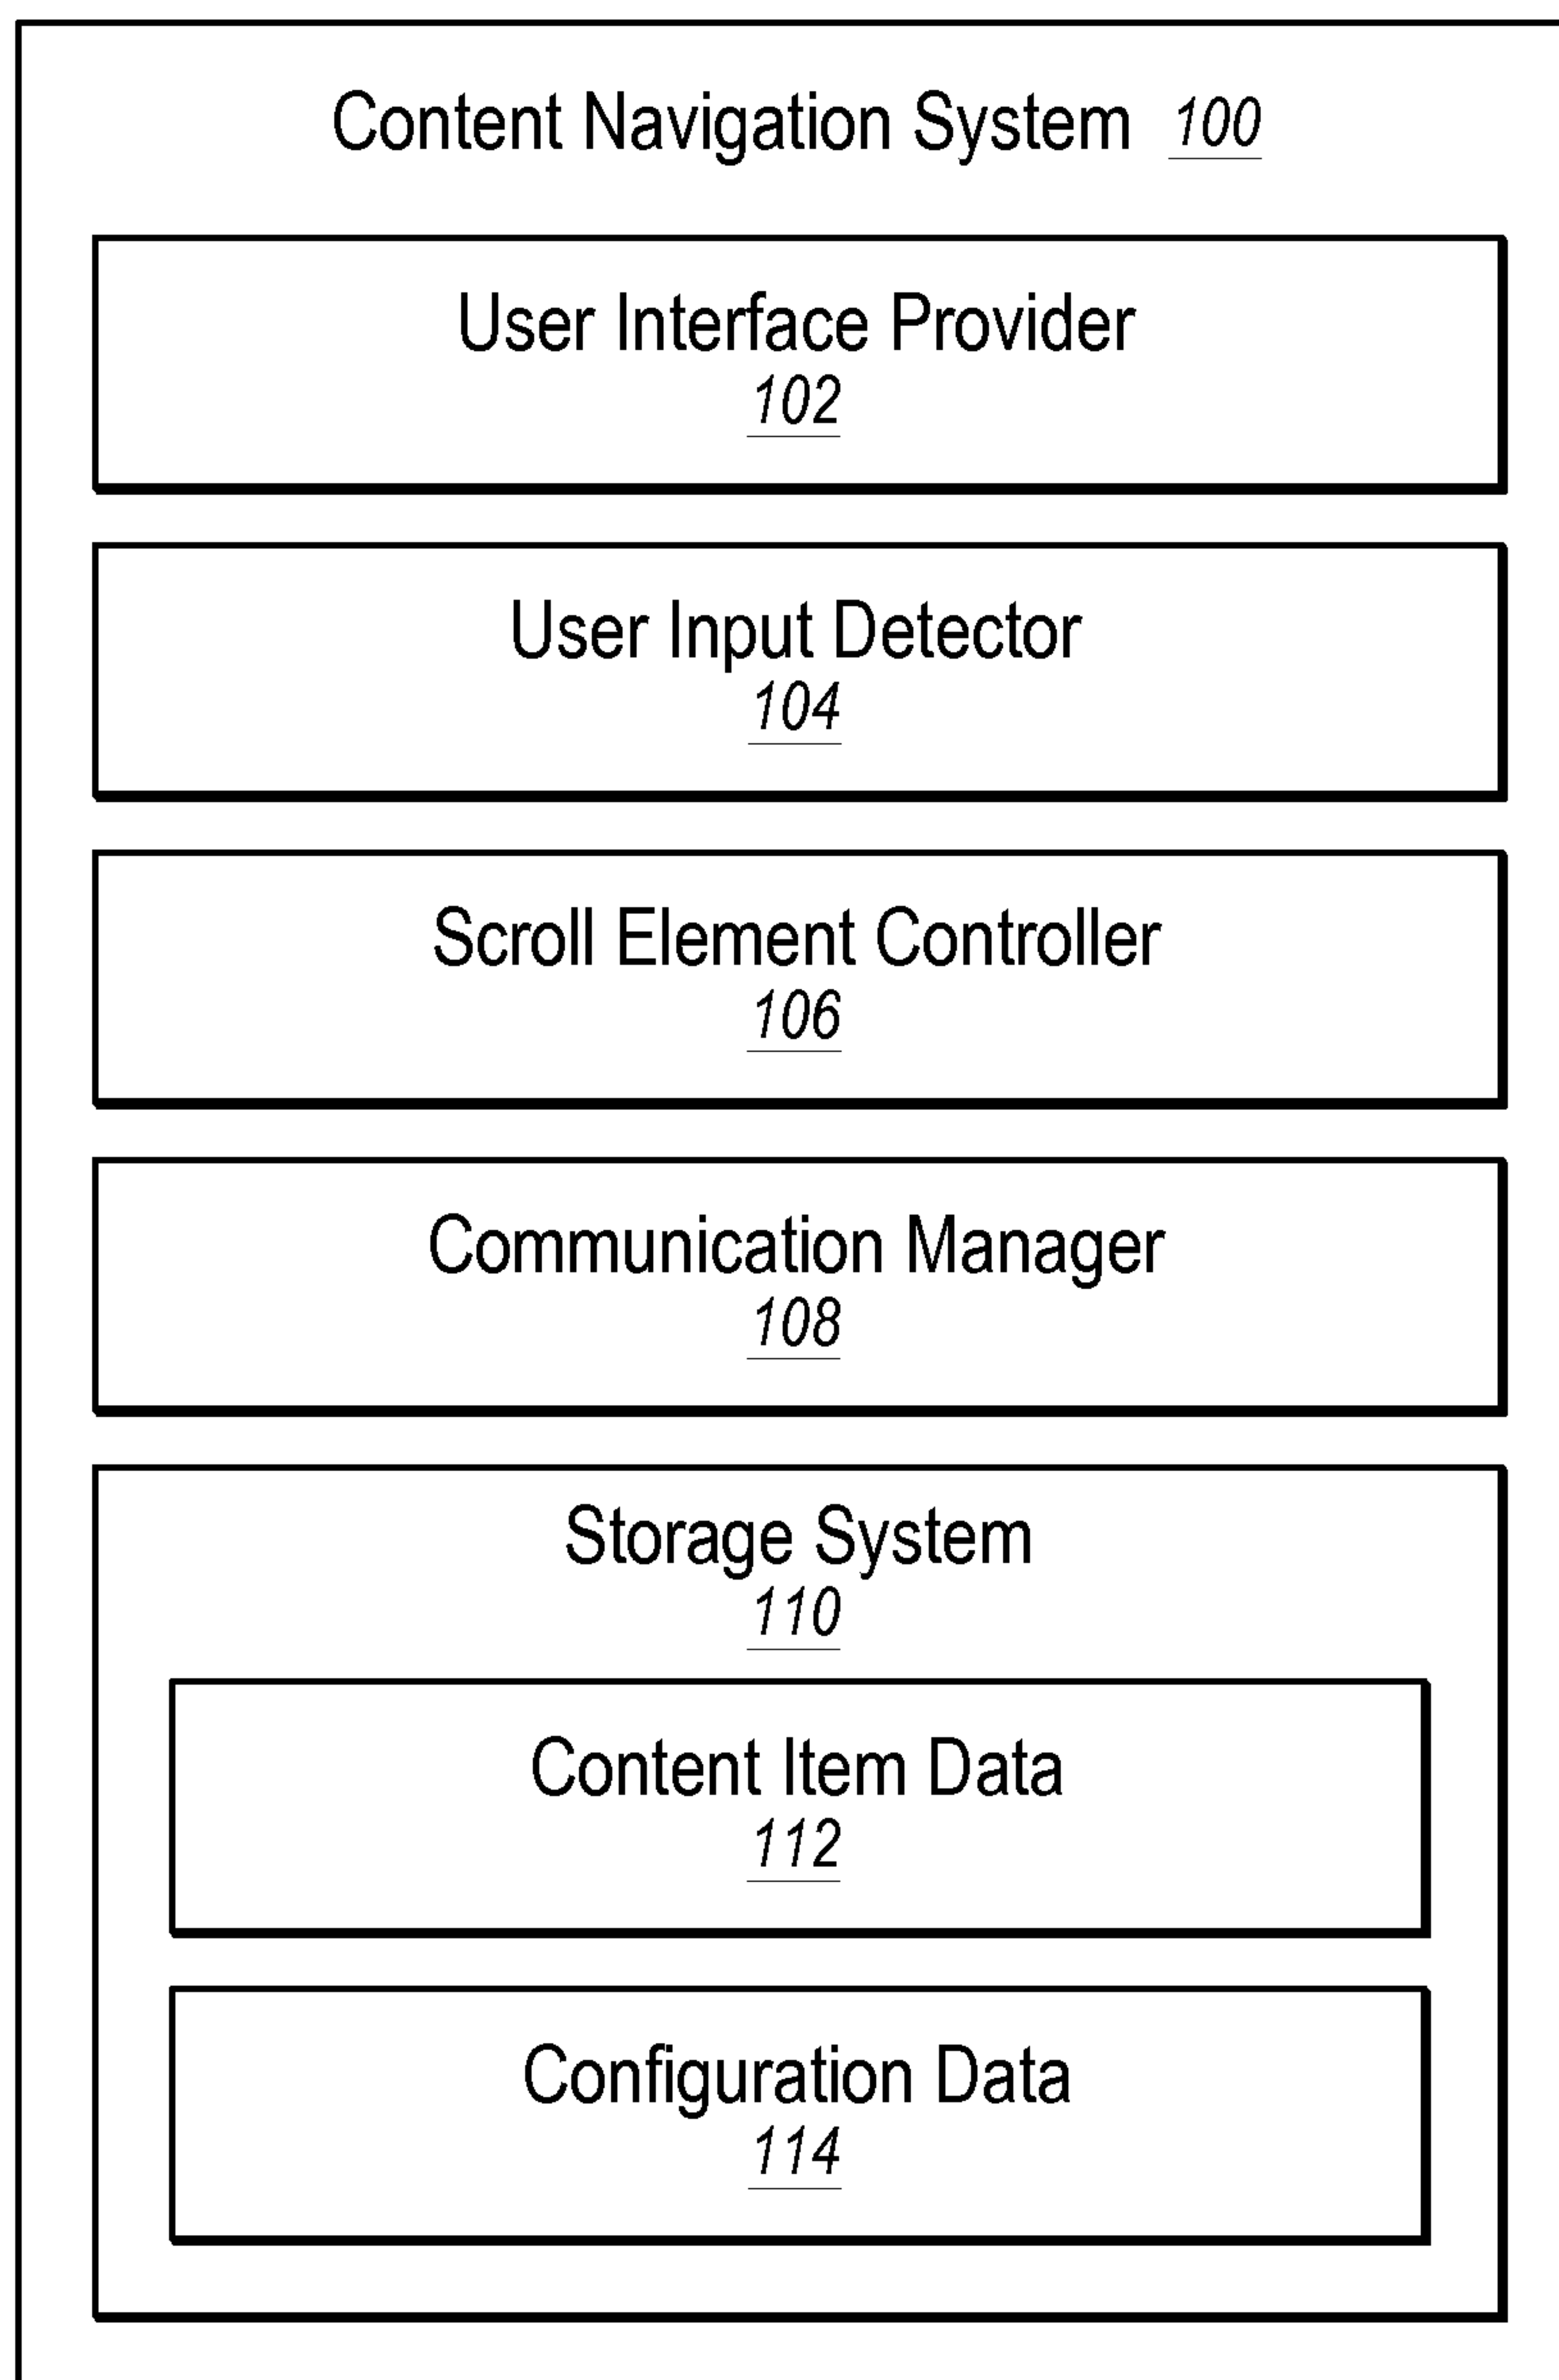 Content Navigation System 100
User Interface Provider
102
User Input Detector
104
Scroll Element Controller
106
Communication Manager
108
Storage System
110
Content Item Data
112
Configuration Data
114